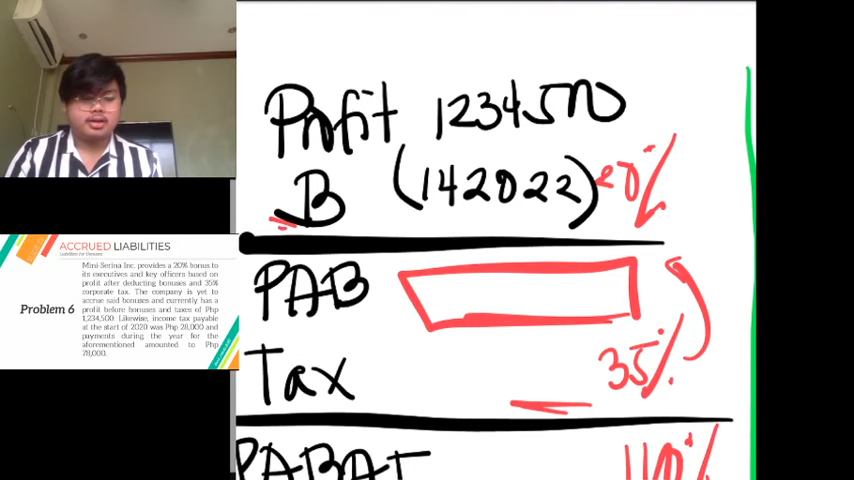 Profit 1234500
B (142022) 20%
PAB
Tax 35%
PABAT 100%
ACCRUED LIABILITIES
Liabilities for Bonuses
Problem 6
Mini-Serina Inc. provides a 20% bonus to
its executives and key officers based on
profit after deducting bonuses and 35%
corporate tax. The company is yet to
accrue said bonuses and currently has a
profit before bonuses and taxes of Php
1,234,500. Likewise, income tax payable
at the start of 2020 was Php 28,000 and
payments during the year for the
aforementioned amounted to Php
78,000.